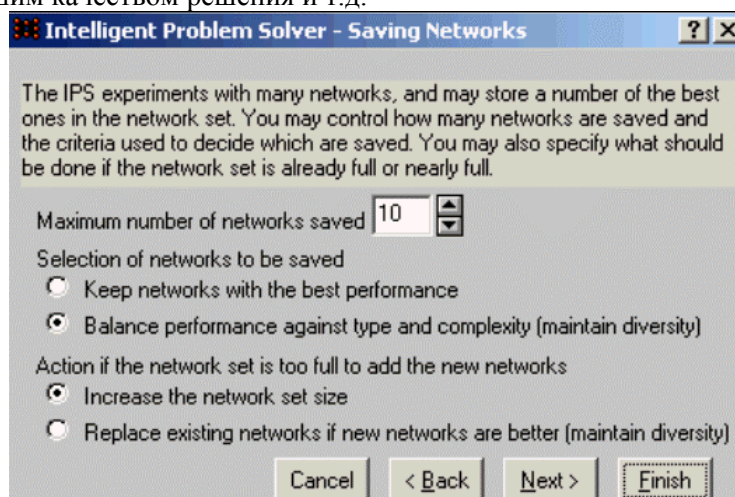 качеством решения и т.д.
Intelligent Problem Solver - Saving Networks
The IPS experiments with many networks, and may store a number of the best
ones in the network set. You may control how many networks are saved and
the criteria used to decide which are saved. You may also specify what should
be done if the network set is already full or nearly full.
Maximum number of networks saved 10
Selection of networks to be saved
Keep networks with the best performance
Balance performance against type and complexity (maintain diversity)
Action if the network set is too full to add the new networks
Increase the network set size
Replace existing networks if new networks are better (maintain diversity)
Cancel < Back Next > Finish